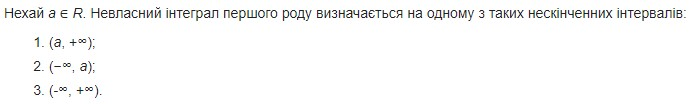 Нехай a ∈ R. Невласний інтеграл першого роду визначається на одному з таких нескінченних інтервалів:
1. (a, +∞);
2. (−∞, a);
3. (-∞, +∞).